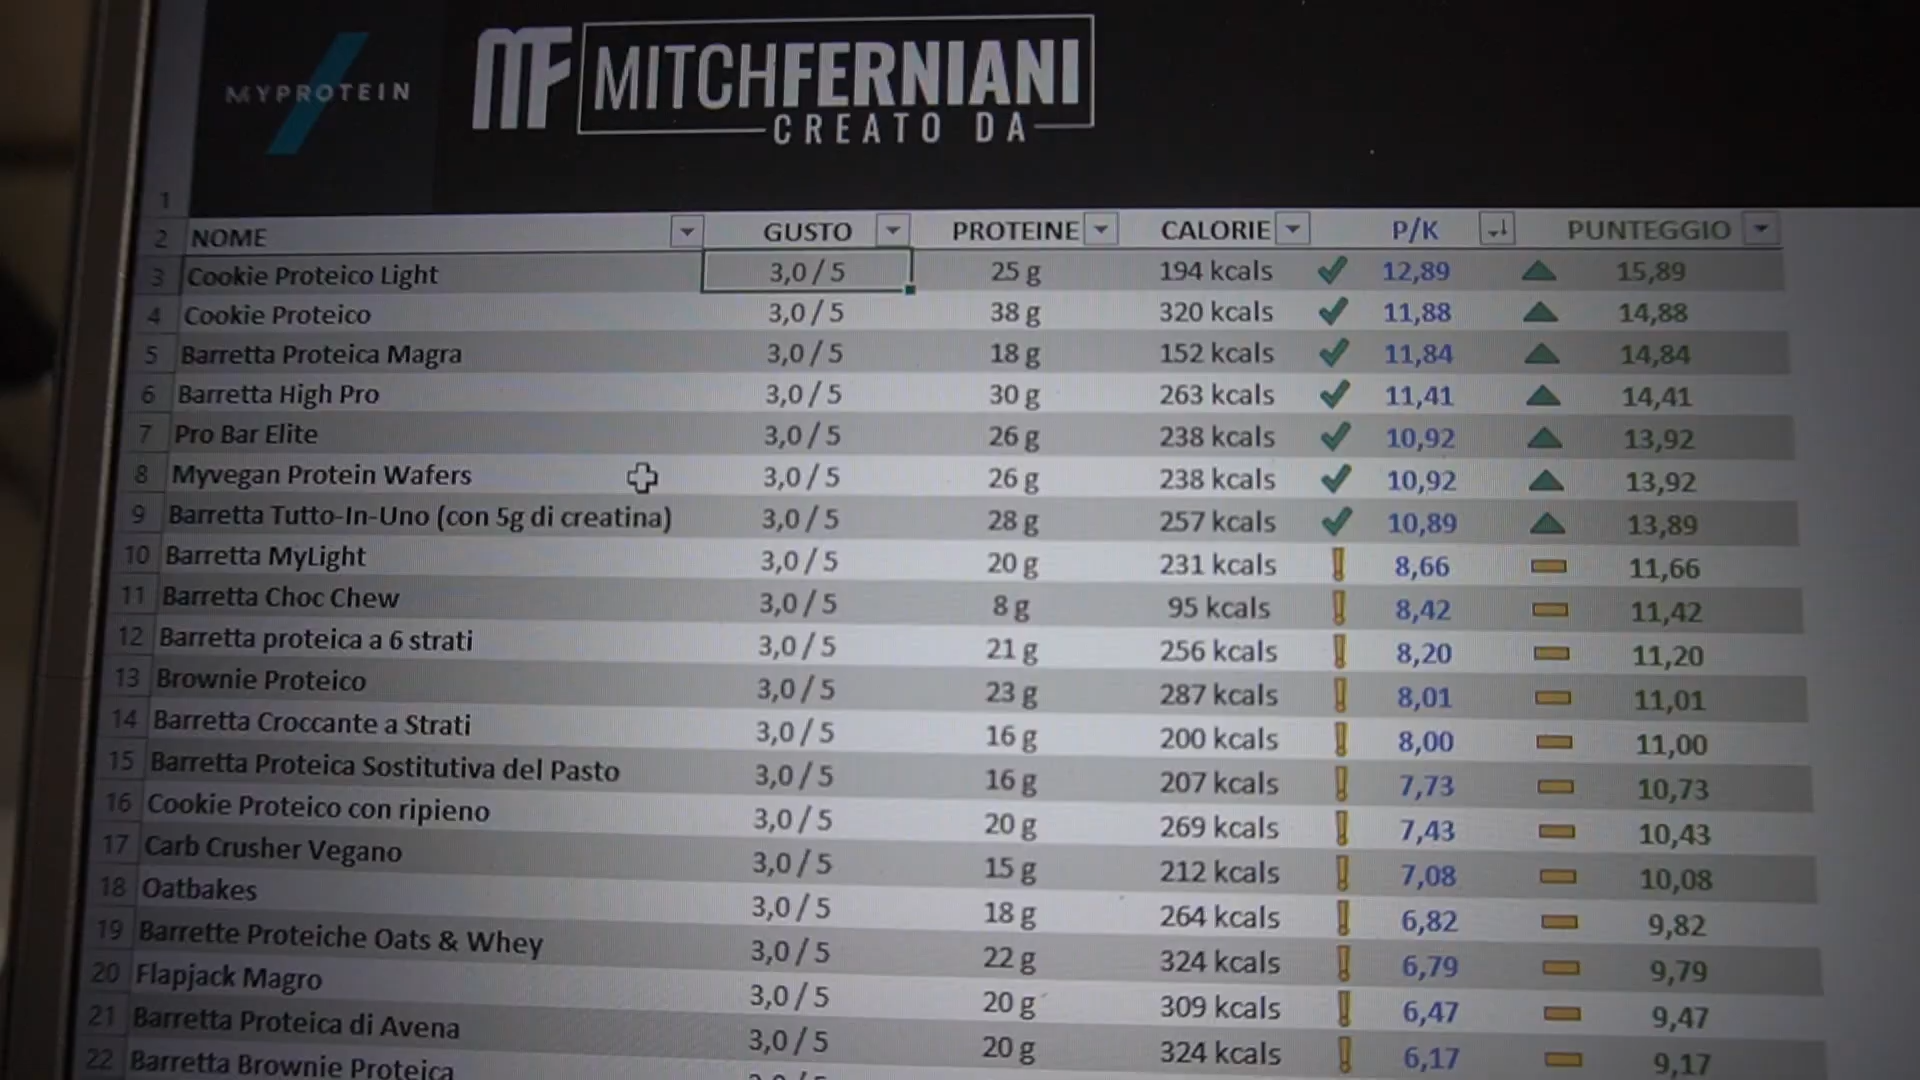 MYPROTEIN
MF MITCHFERNIANI
CREATO DA
1
2 NOME GUSTO PROTEINE CALORIE P/K PUNTEGGIO
3 Cookie Proteico Light 3,0 / 5 25 g 194 kcals 12,89 15,89
4 Cookie Proteico 3,0 / 5 38 g 320 kcals 11,88 14,88
5 Barretta Proteica Magra 3,0 / 5 18 g 152 kcals 11,84 14,84
6 Barretta High Pro 3,0 / 5 30 g 263 kcals 11,41 14,41
7 Pro Bar Elite 3,0 / 5 26 g 238 kcals 10,92 13,92
8 Myvegan Protein Wafers 3,0 / 5 26 g 238 kcals 10,92 13,92
9 Barretta Tutto-In-Uno (con 5g di creatina) 3,0 / 5 28 g 257 kcals 10,89 13,89
10 Barretta MyLight 3,0 / 5 20 g 231 kcals 8,66 11,66
11 Barretta Choc Chew 3,0 / 5 8 g 95 kcals 8,42 11,42
12 Barretta proteica a 6 strati 3,0 / 5 21 g 256 kcals 8,20 11,20
13 Brownie Proteico 3,0 / 5 23 g 287 kcals 8,01 11,01
14 Barretta Croccante a Strati 3,0 / 5 16 g 200 kcals 8,00 11,00
15 Barretta Proteica Sostitutiva del Pasto 3,0 / 5 16 g 207 kcals 7,73 10,73
16 Cookie Proteico con ripieno 3,0 / 5 20 g 269 kcals 7,43 10,43
17 Carb Crusher Vegano 3,0 / 5 15 g 212 kcals 7,08 10,08
18 Oatbakes 3,0 / 5 18 g 264 kcals 6,82 9,82
19 Barrette Proteiche Oats & Whey 3,0 / 5 22 g 324 kcals 6,79 9,79
20 Flapjack Magro 3,0 / 5 20 g 309 kcals 6,47 9,47
21 Barretta Proteica di Avena 3,0 / 5 20 g 324 kcals 6,17 9,17
22 Barretta Brownie Proteica